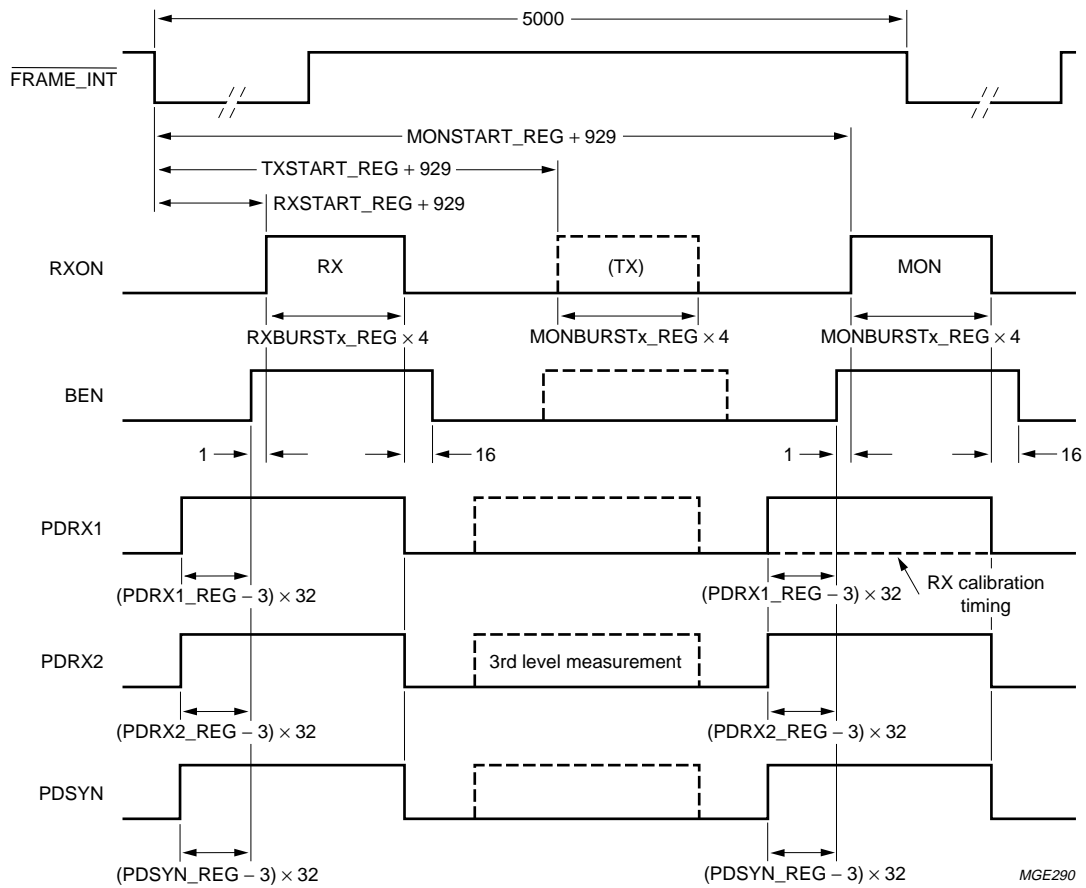 5000
FRAME_INT
MONSTART_REG + 929
TXSTART_REG + 929
RXSTART_REG + 929
RXON
RX
(TX)
MON
RXBURSTx_REG × 4
MONBURSTx_REG × 4
MONBURSTx_REG × 4
BEN
1
16
1
16
PDRX1
(PDRX1_REG − 3) × 32
(PDRX1_REG − 3) × 32
RX calibration
timing
PDRX2
3rd level measurement
(PDRX2_REG − 3) × 32
(PDRX2_REG − 3) × 32
PDSYN
(PDSYN_REG − 3) × 32
(PDSYN_REG − 3) × 32
MGE290